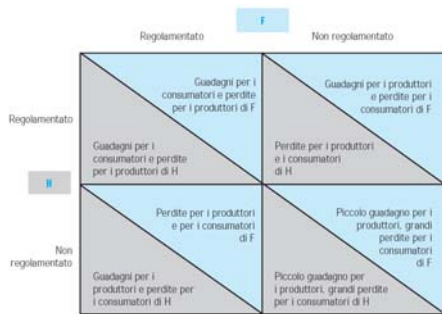 F
Regolamentato
Non regolamentato
Regolamentato
Guadagni per i
consumatori e perdite
per i produttori di F
Guadagni per i
consumatori e perdite
per i produttori di H
Guadagni per i produttori
e perdite per i
consumatori di F
Perdite per i produttori
e i consumatori
di H
H
Non
regolamentato
Perdite per i produttori
e per i consumatori
di F
Guadagni per i
produttori e perdite per
i consumatori di H
Piccolo guadagno per i
produttori, grandi
perdite per i
consumatori
di F
Piccolo guadagno per
i produttori, grandi perdite
per i consumatori di H